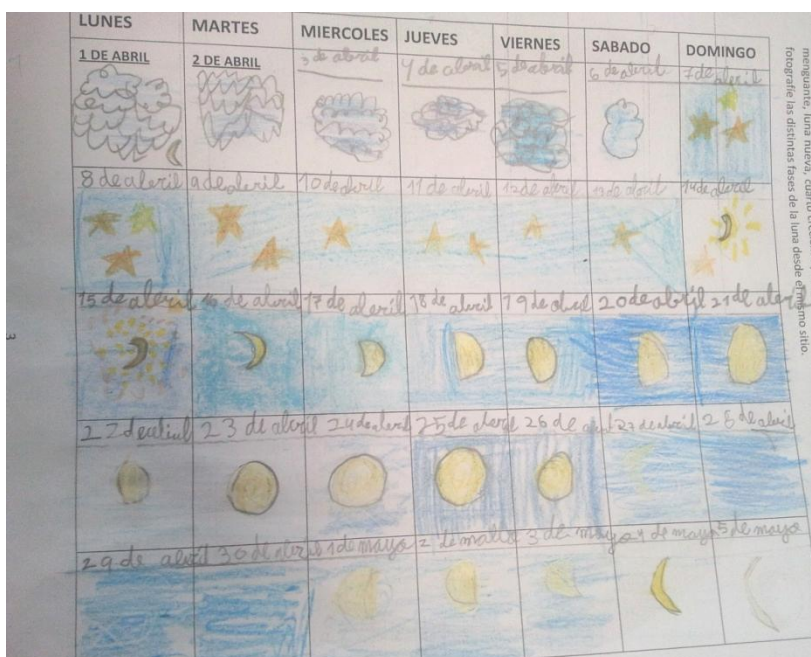 LUNES MARTES MIERCOLES JUEVES VIERNES SABADO DOMINGO
1 DE ABRIL 2 DE ABRIL 3 de abril 4 de abril 5 de abril 6 de abril 7 de abril
8 de abril 9 de abril 10 de abril 11 de abril 12 de abril 13 de abril 14 de abril
15 de abril 16 de abril 17 de abril 18 de abril 19 de abril 20 de abril 21 de abril
22 de abril 23 de abril 24 de abril 25 de abril 26 de abril 27 de abril 28 de abril
29 de abril 30 de abril 1 de mayo 2 de mallo 3 de mayo 4 de mayo 5 de mayo
menguante, luna nueva, cuarto
fotografíe las distintas fases de la luna desde el mismo sitio.
3